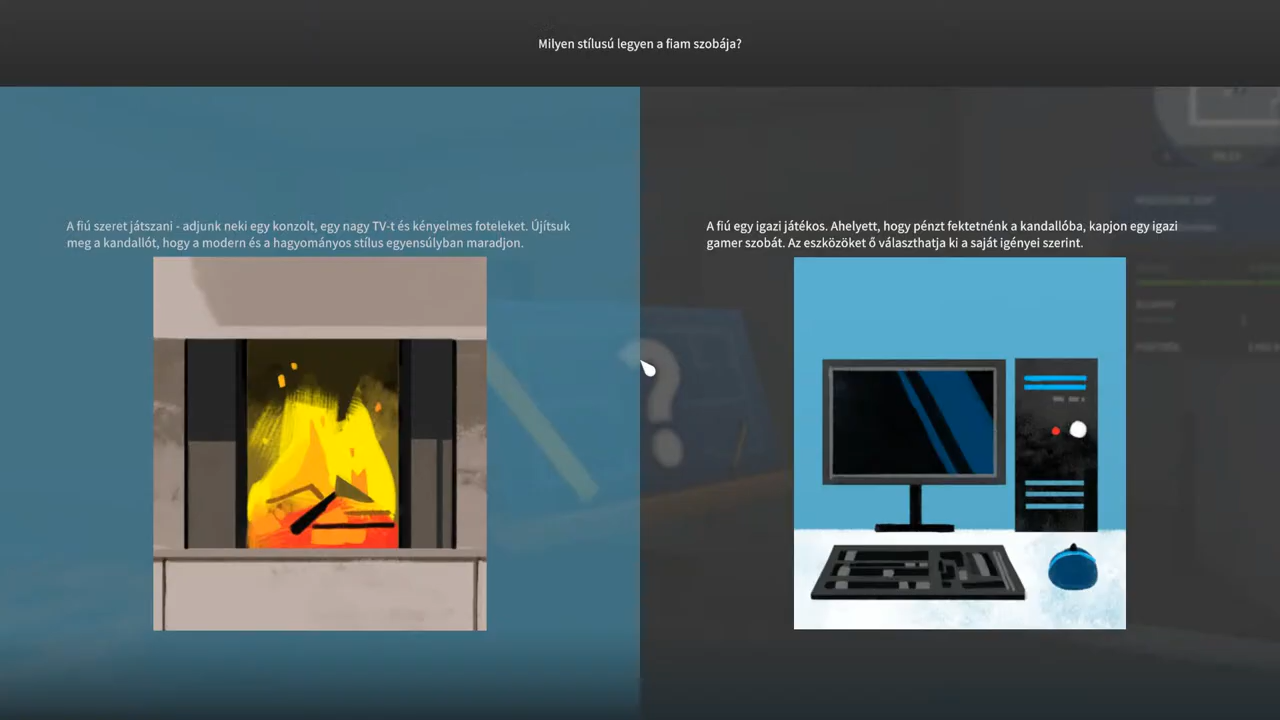 Milyen stílusú legyen a fiam szobája?
A fiú szeret játszani - adjunk neki egy konzolt, egy nagy TV-t és kényelmes foteleket. Újítsuk
meg a kandallót, hogy a modern és a hagyományos stílus egyensúlyban maradjon.
A fiú egy igazi játékos. Ahelyett, hogy pénzt fektetnénk a kandallóba, kapjon egy igazi
gamer szobát. Az eszközöket ő választhatja ki a saját igényei szerint.